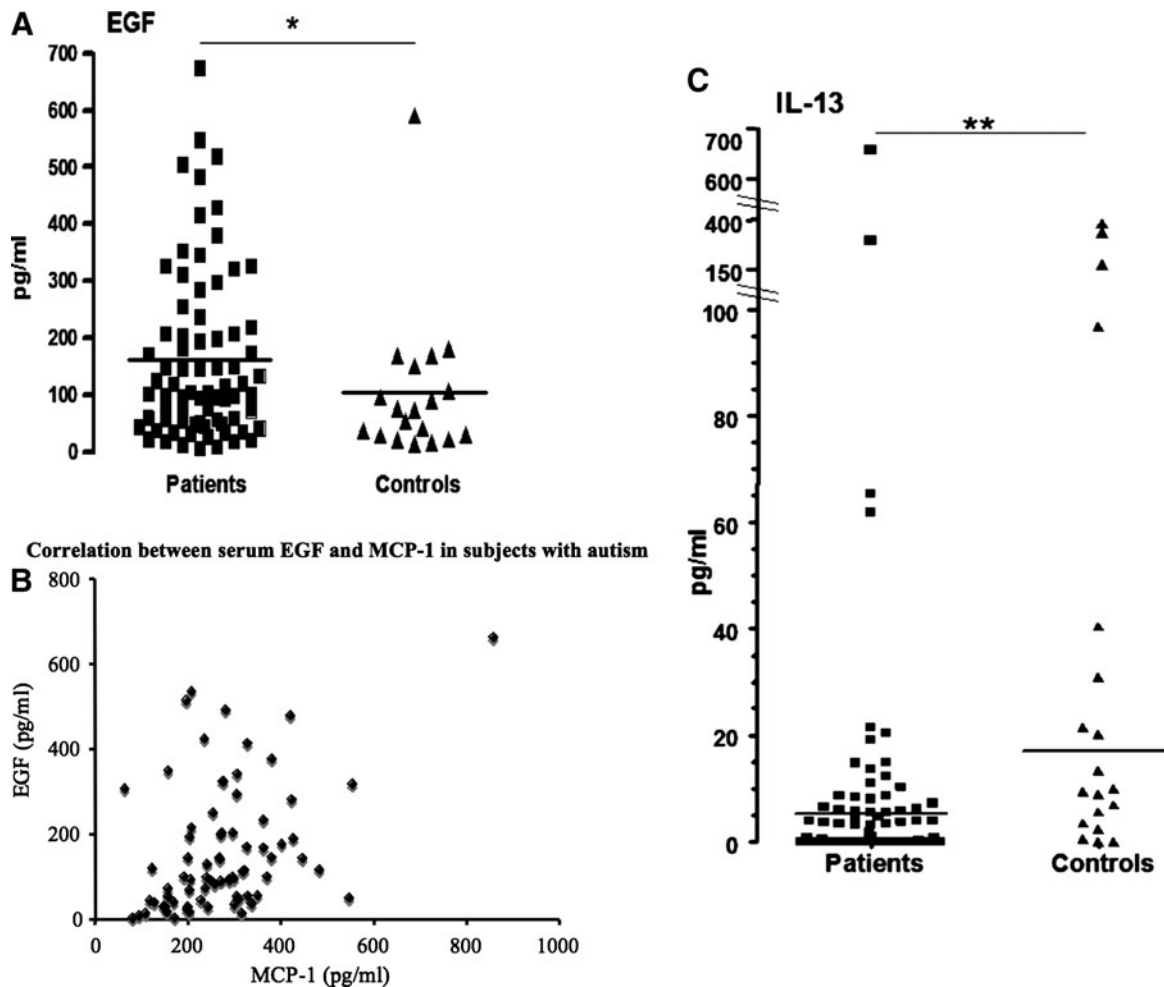 A
EGF
*
700
600
500
400
300
200
100
0
pg/ml
Patients
Controls
Correlation between serum EGF and MCP-1 in subjects with autism
B
800
600
400
200
0
EGF (pg/ml)
0 200 400 600 800 1000
MCP-1 (pg/ml)
C
IL-13
**
700
600
400
150
100
80
60
40
20
0
pg/ml
Patients
Controls